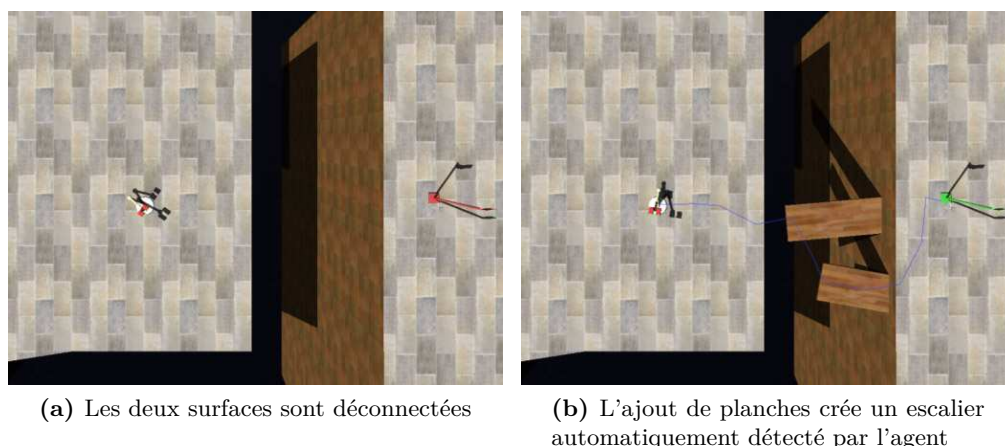 (a) Les deux surfaces sont déconnectées
(b) L'ajout de planches crée un escalier
automatiquement détecté par l'agent